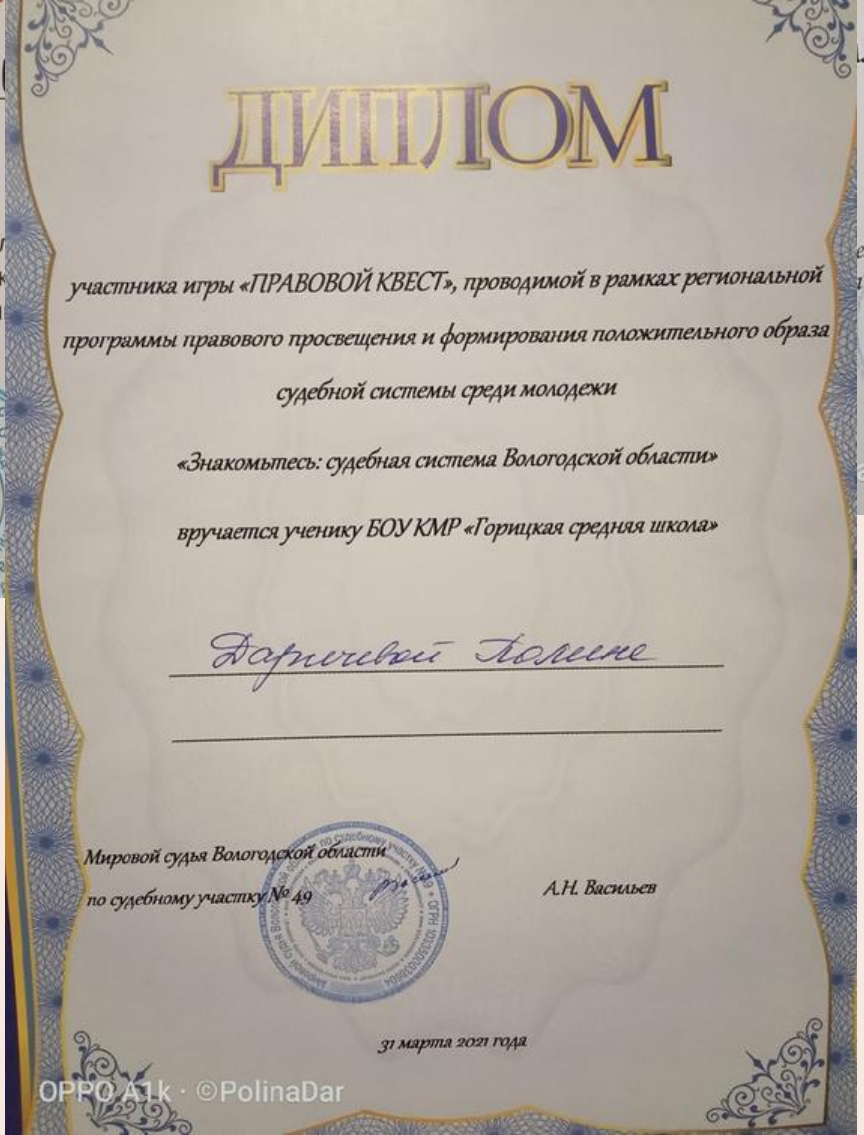 ДИПЛОМ
участника игры «ПРАВОВОЙ КВЕСТ», проводимой в рамках региональной
программы правового просвещения и формирования положительного образа
судебной системы среди молодежи
«Знакомьтесь: судебная система Вологодской области»
вручается ученику БОУ КМР «Горицкая средняя школа»
Даричевой Полине
Мировой судья Вологодской области
по судебному участку № 49
А.Н. Васильев
31 марта 2021 года
OPPO A1k · ©PolinaDar